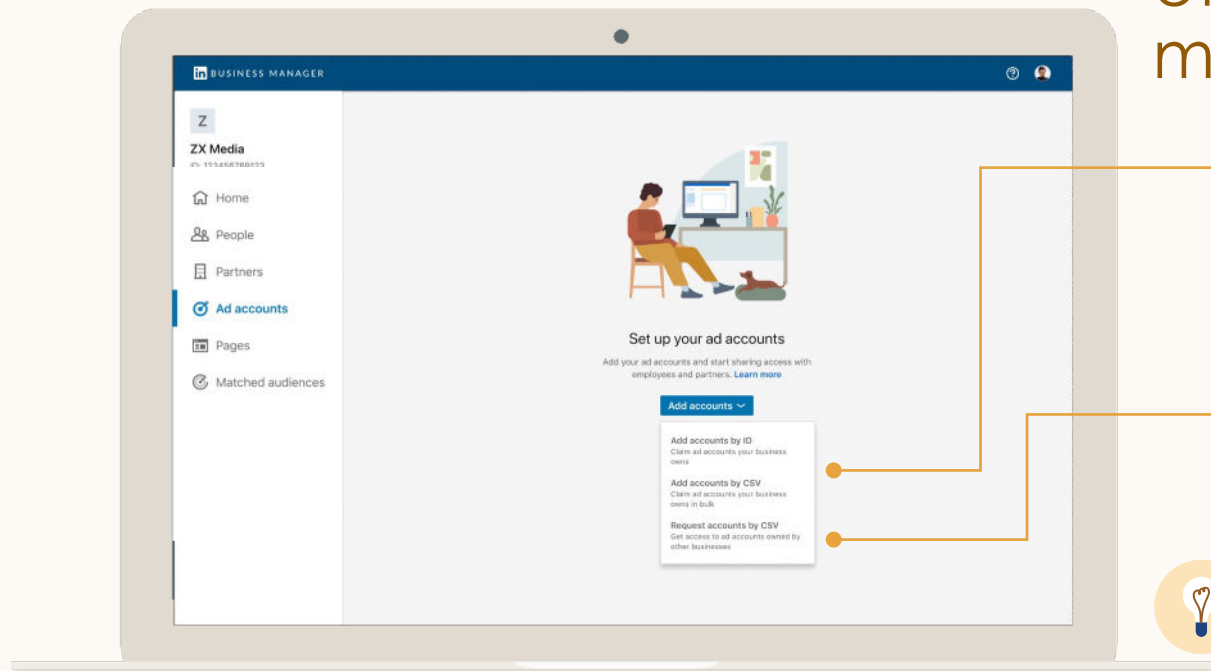 in BUSINESS MANAGER
Z
ZX Media
ID: 123456789123
Home
People
Partners
Ad accounts
Pages
Matched audiences
Set up your ad accounts
Add your ad accounts and start sharing access with
employees and partners. Learn more
Add accounts
Add accounts by ID
Claim ad accounts your business
owns
Add accounts by CSV
Claim ad accounts your business
owns in bulk
Request accounts by CSV
Get access to ad accounts owned by
other businesses
m